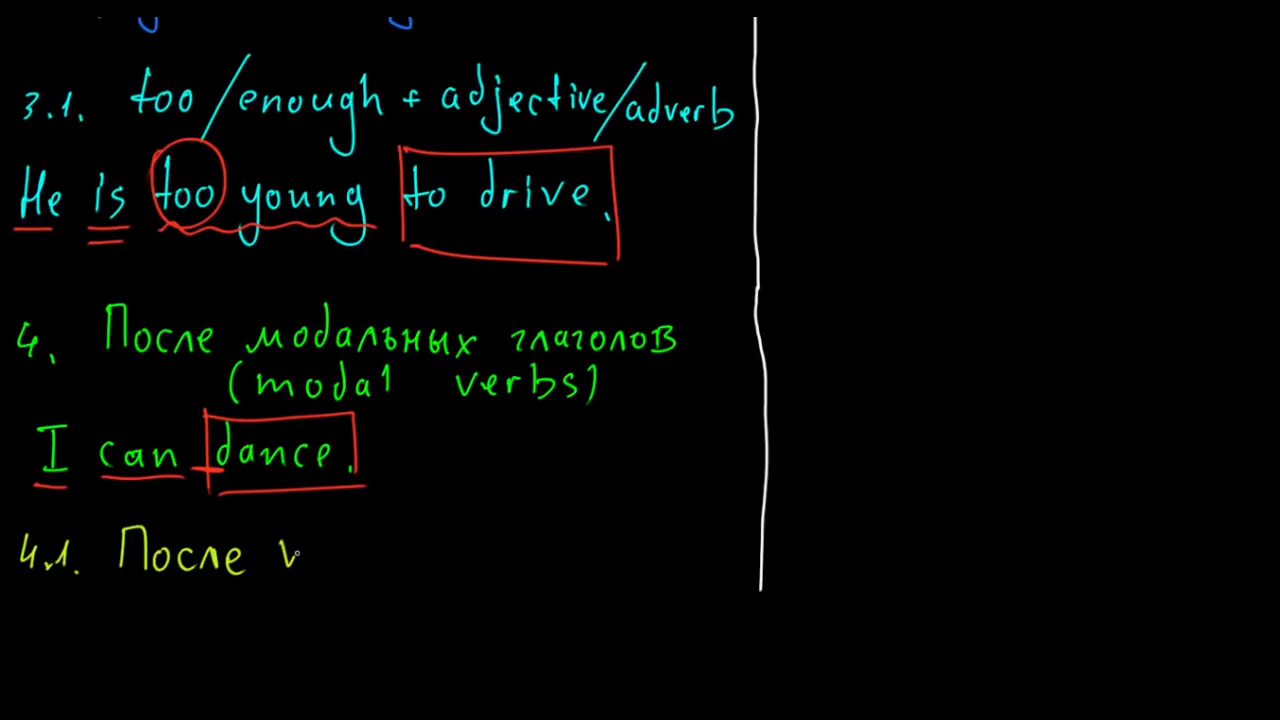 3.1. too/enough + adjective/adverb
He is too young to drive.
4. После модальных глаголов
(modal verbs)
I can dance.
4.1. После